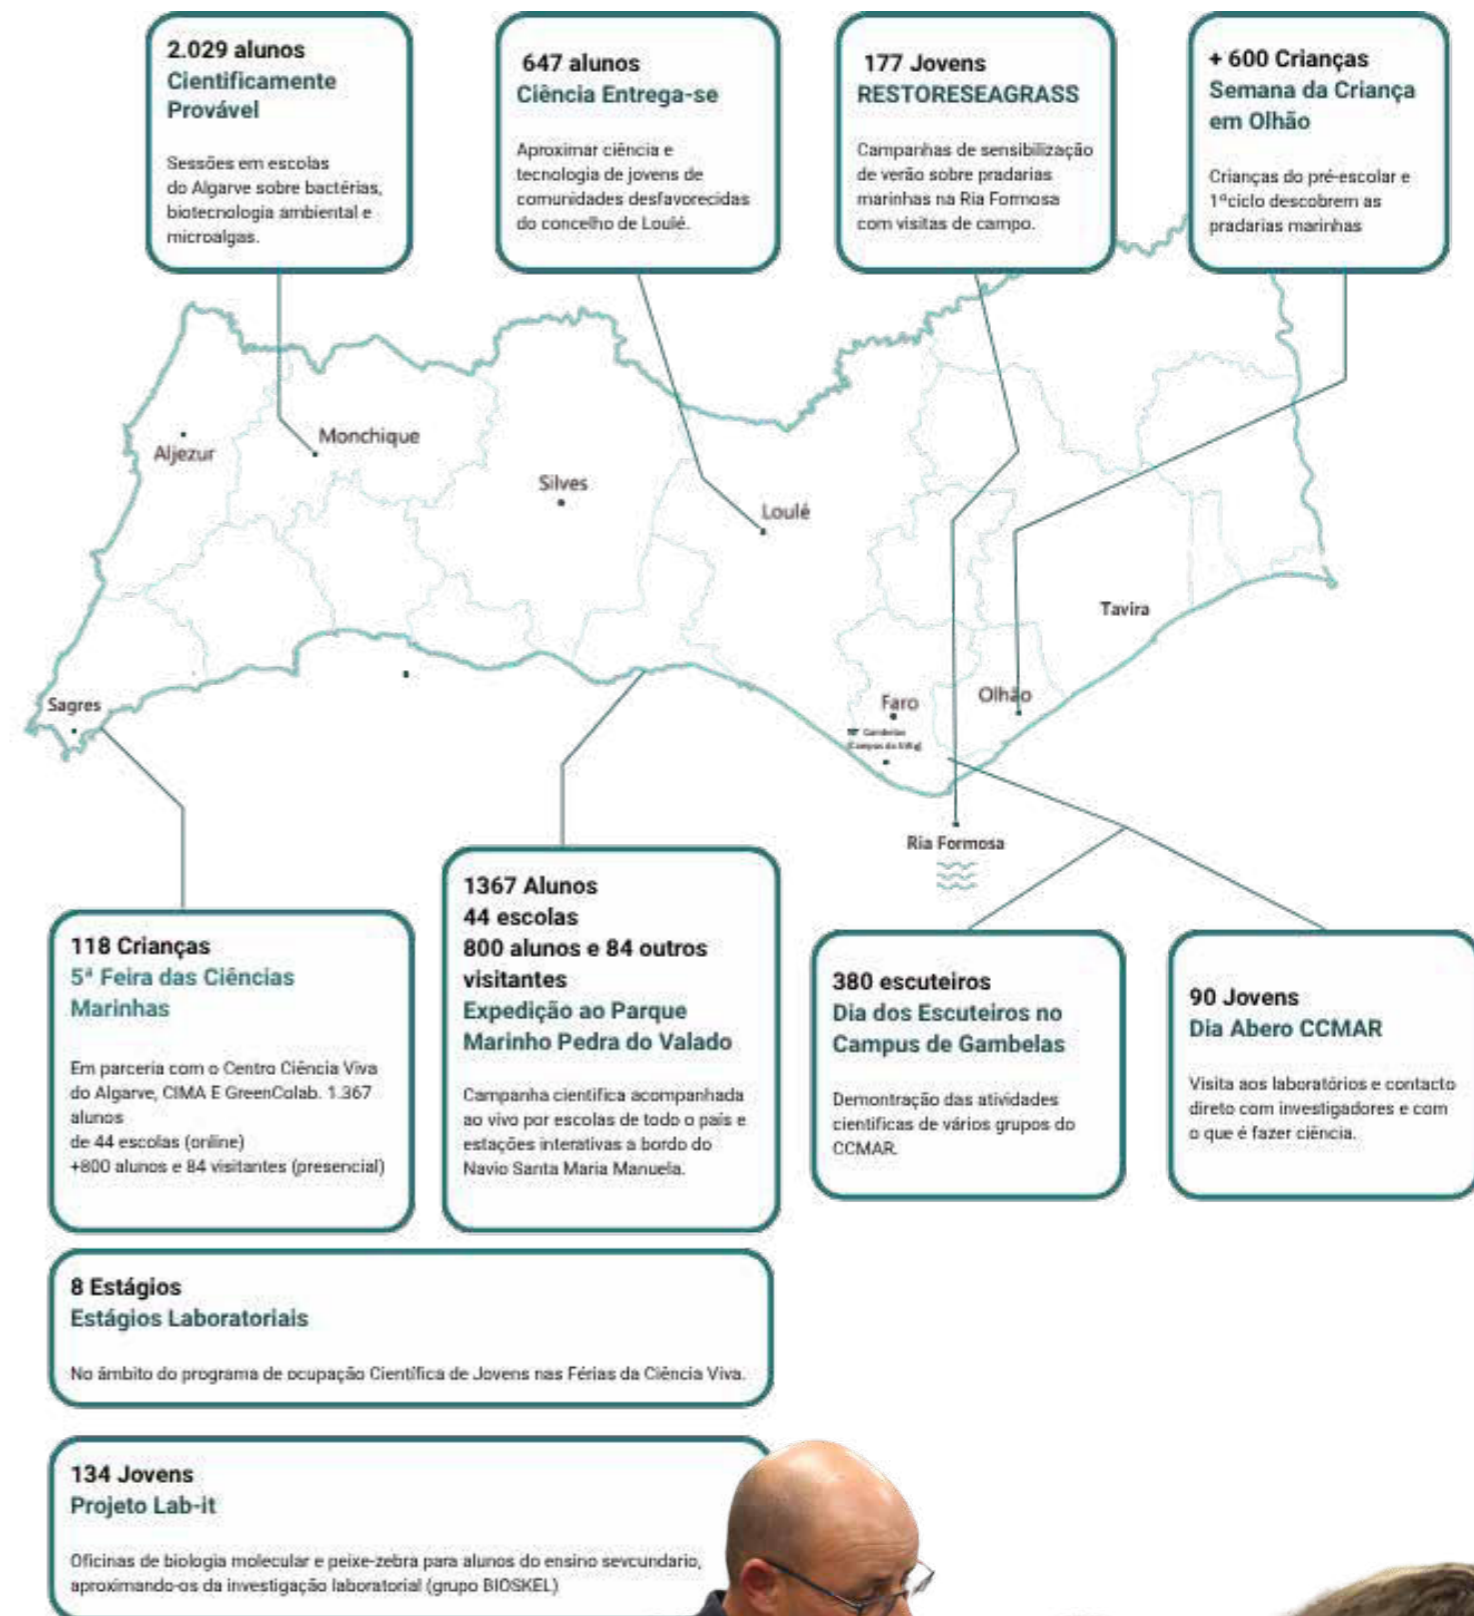 2.029 alunos
Cientificamente
Provável
Sessões em escolas
do Algarve sobre bactérias,
biotecnologia ambiental e
microalgas.
647 alunos
Ciência Entrega-se
Aproximar ciência e
tecnologia de jovens de
comunidades desfavorecidas
do concelho de Loulé.
177 Jovens
RESTORESEAGRASS
Campanhas de sensibilização
de verão sobre pradarias
marinhas na Ria Formosa
com visitas de campo.
+ 600 Crianças
Semana da Criança
em Olhão
Crianças do pré-escolar e
1ºciclo descobrem as
pradarias marinhas
Aljezur
Monchique
Silves
Loulé
Tavira
Sagres
Faro
Olhão
Gambelas
Ria Formosa
118 Crianças
5ª Feira das Ciências
Marinhas
Em parceria com o Centro Ciência Viva
do Algarve, CIMA E GreenColab. 1.367
alunos
de 44 escolas (online)
+800 alunos e 84 visitantes (presencial)
1367 Alunos
44 escolas
800 alunos e 84 outros
visitantes
Expedição ao Parque
Marinho Pedra do Valado
Campanha científica acompanhada
ao vivo por escolas de todo o país e
estações interativas a bordo do
Navio Santa Maria Manuela.
380 escuteiros
Dia dos Escuteiros no
Campus de Gambelas
Demontração das atividades
científicas de vários grupos do
CCMAR.
90 Jovens
Dia Abero CCMAR
Visita aos laboratórios e contacto
direto com investigadores e com
o que é fazer ciência.
8 Estágios
Estágios Laboratoriais
No âmbito do programa de ocupação Científica de Jovens nas Férias da Ciência Viva.
134 Jovens
Projeto Lab-it
Oficinas de biologia molecular e peixe-zebra para alunos do ensino sevcundario,
aproximando-os da investigação laboratorial (grupo BIOSKEL)